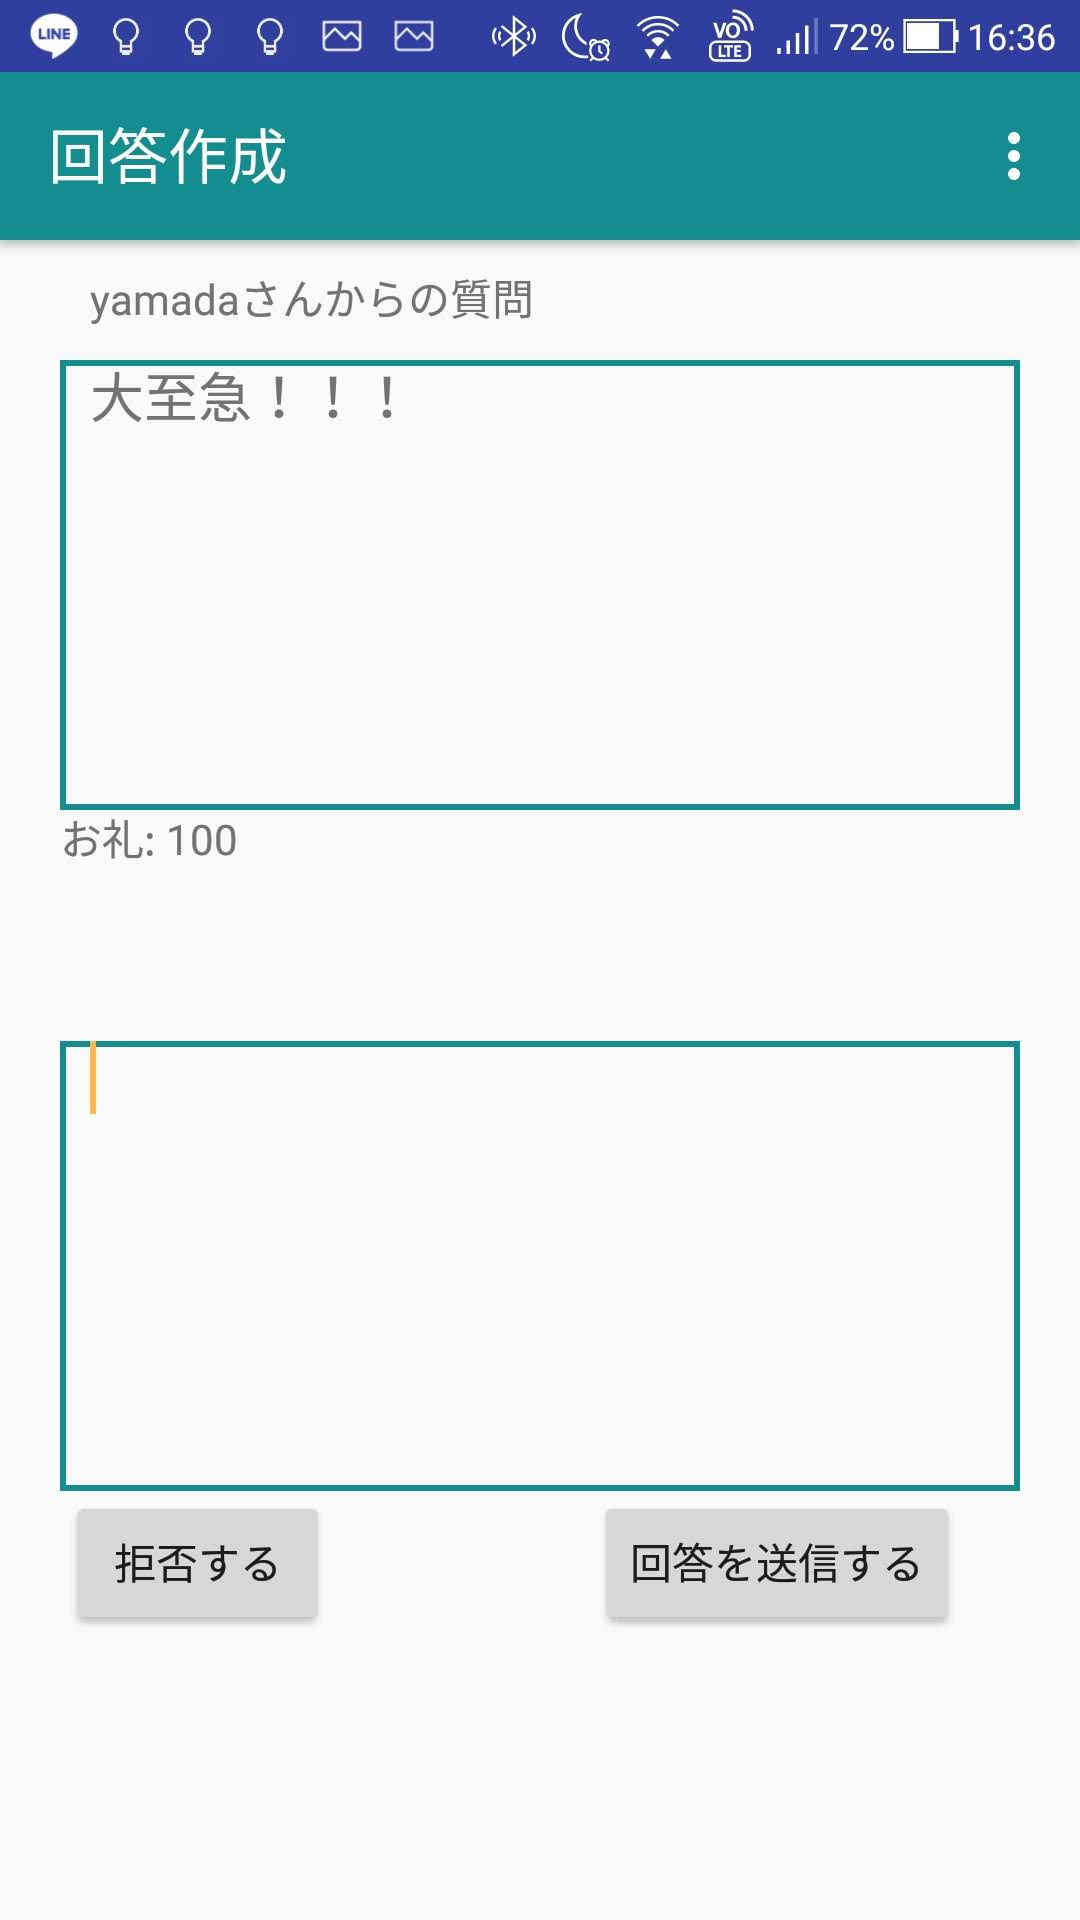 LINE VO LTE 72% 16:36
回答作成
yamadaさんからの質問
大至急！！！
お礼: 100
拒否する 回答を送信する